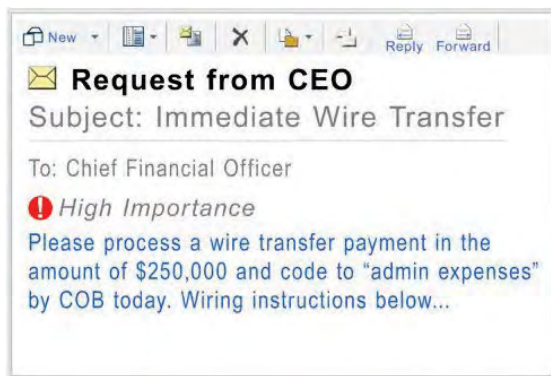 New
Reply Forward
Request from CEO
Subject: Immediate Wire Transfer
To: Chief Financial Officer
High Importance
Please process a wire transfer payment in the
amount of $250,000 and code to “admin expenses”
by COB today. Wiring instructions below...